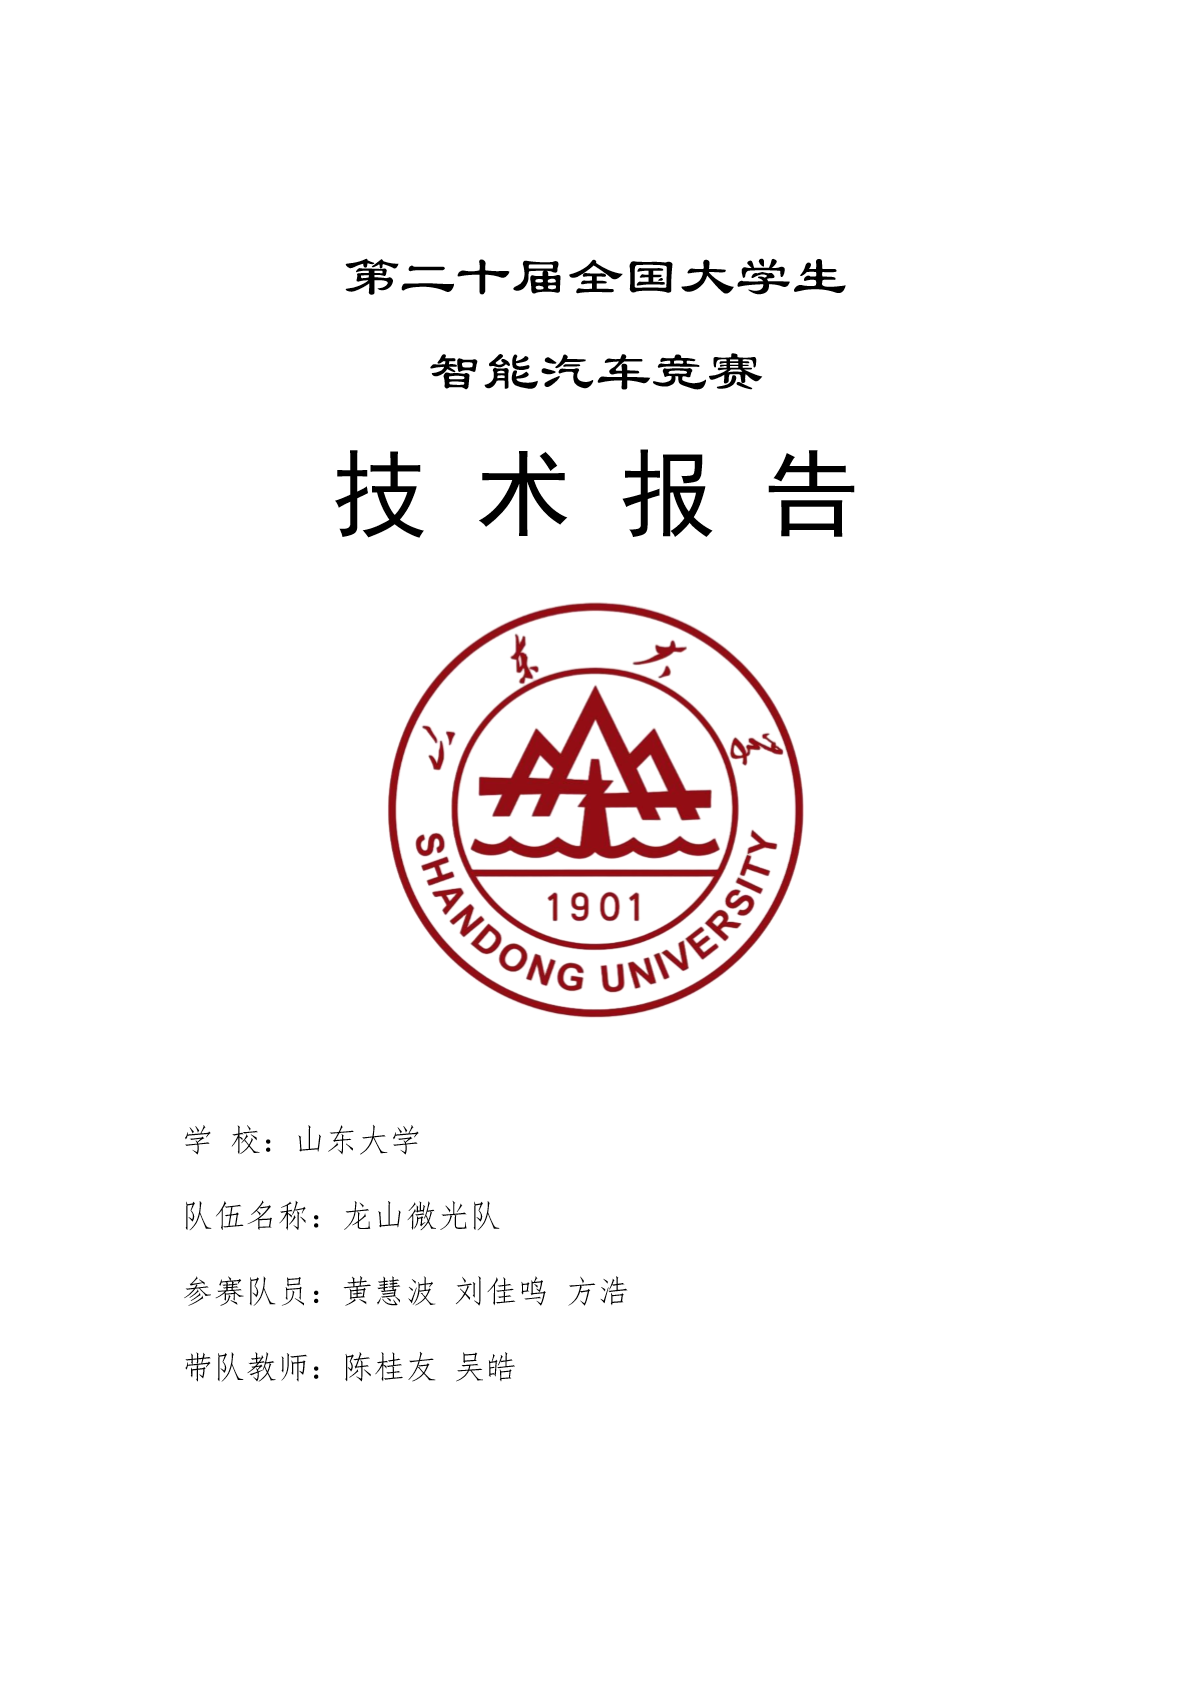 第二十届全国大学生
智能汽车竞赛
技 术 报 告
山东大学
1901
SHANDONG UNIVERSITY
学 校：山东大学
队伍名称：龙山微光队
参赛队员：黄慧波 刘佳鸣 方浩
带队教师：陈桂友 吴皓